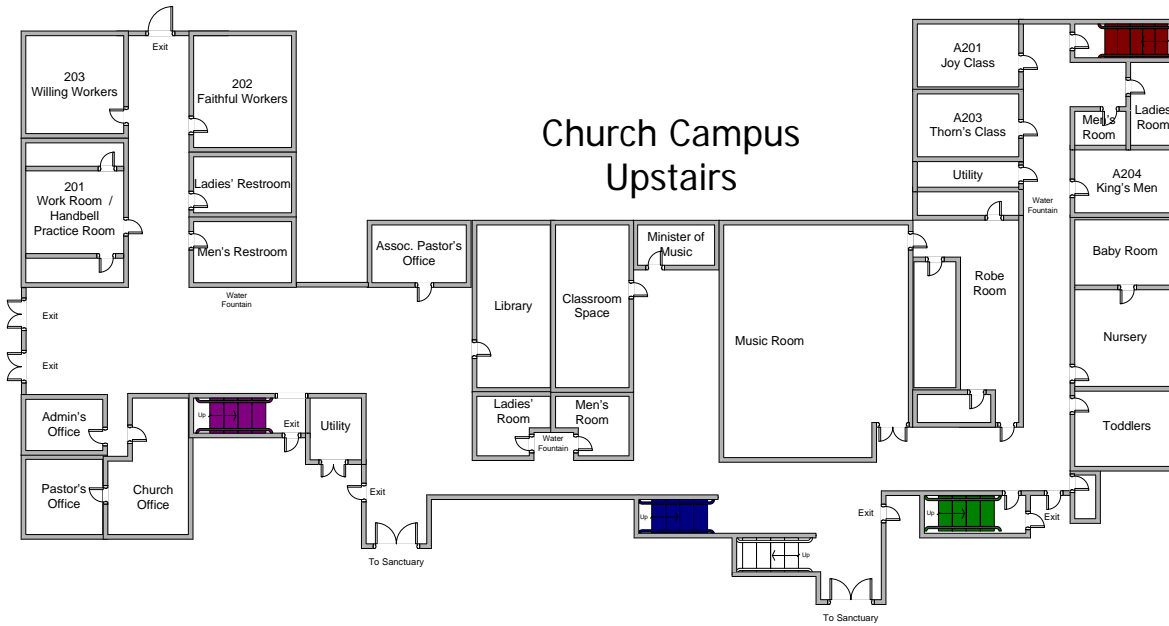 Church Campus
Upstairs
Exit
203
Willing Workers
202
Faithful Workers
201
Work Room /
Handbell
Practice Room
Ladies' Restroom
Men's Restroom
Water
Fountain
Exit
Exit
Assoc. Pastor's
Office
Library
Classroom
Space
Minister of
Music
Music Room
Robe
Room
A201
Joy Class
A203
Thorn's Class
Utility
Men's
Room
Ladies'
Room
A204
King's Men
Water
Fountain
Baby Room
Nursery
Toddlers
Admin's
Office
Pastor's
Office
Church
Office
Up
Utility
Ladies'
Room
Men's
Room
Water
Fountain
Exit
To Sanctuary
Up
Up
Exit
Up
Exit
To Sanctuary